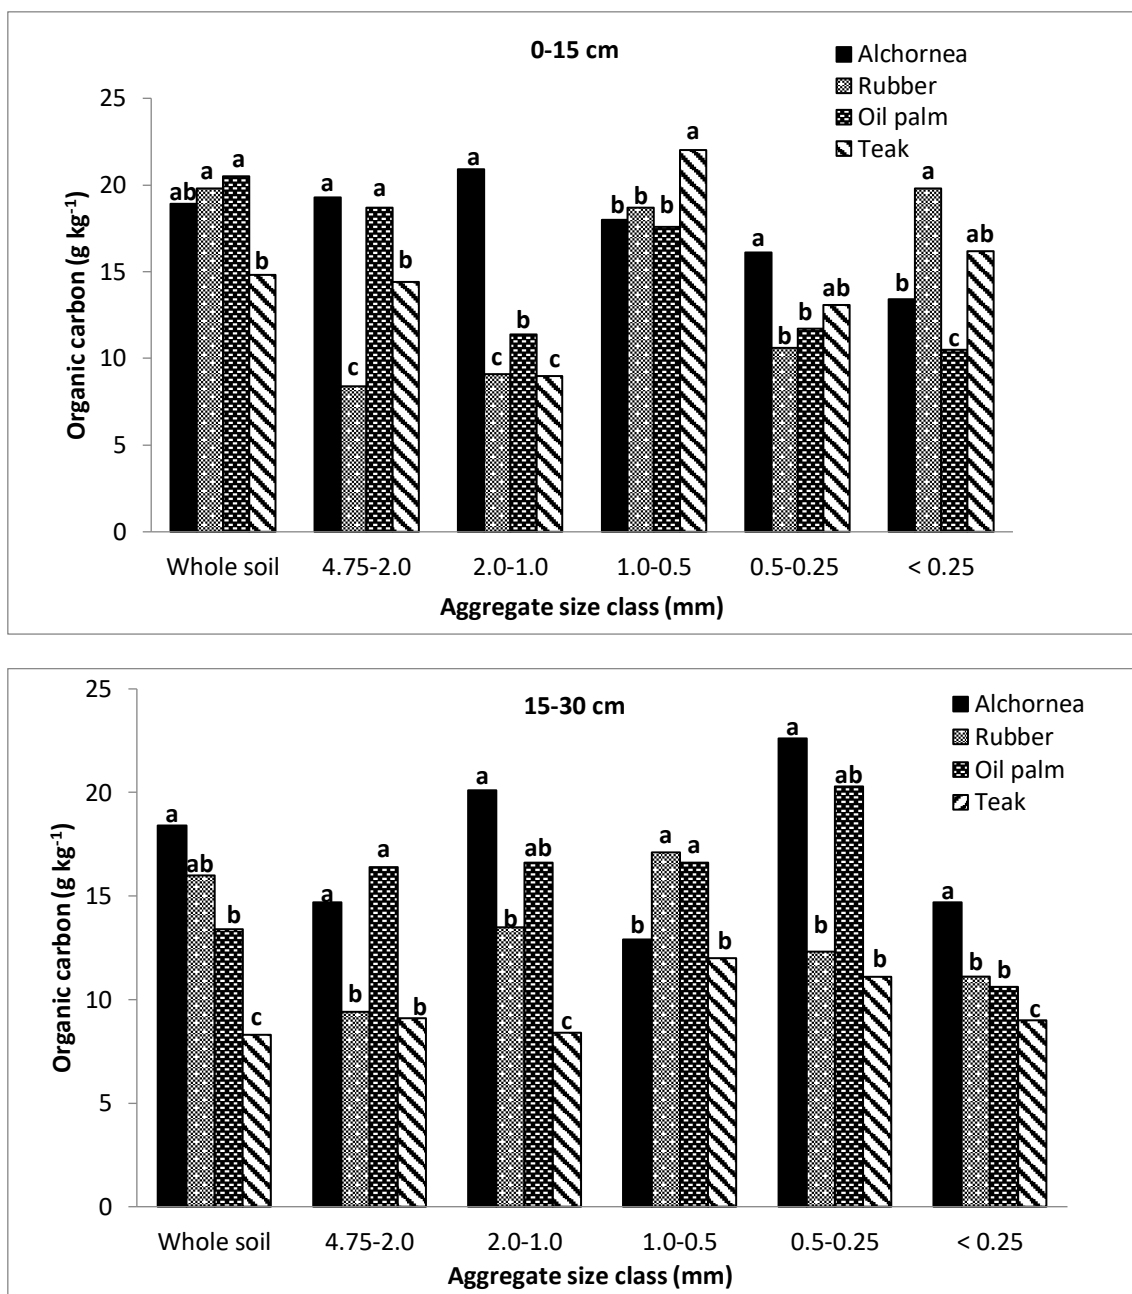 0-15 cm
Alchornea
Rubber
Oil palm
Teak
Organic carbon (g kg⁻¹)
25
20
15
10
5
0
ab a a b
a c a b
a c b c
b b b a
a b b ab
b a c ab
Whole soil 4.75-2.0 2.0-1.0 1.0-0.5 0.5-0.25 < 0.25
Aggregate size class (mm)
15-30 cm
Alchornea
Rubber
Oil palm
Teak
Organic carbon (g kg⁻¹)
25
20
15
10
5
0
a ab b c
a b a b
a b ab c
b a a b
a b ab b
a b b c
Whole soil 4.75-2.0 2.0-1.0 1.0-0.5 0.5-0.25 < 0.25
Aggregate size class (mm)